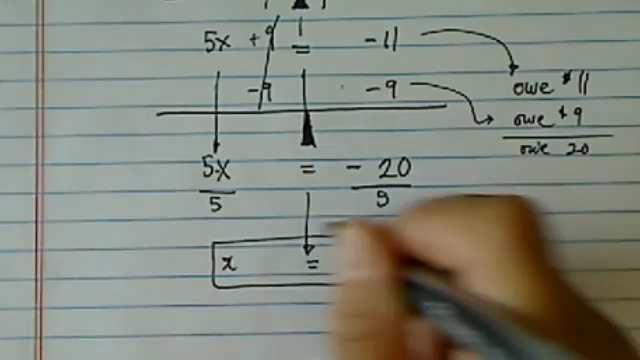 5x + 9 = - 11
- 9 - 9
owe $ 11
owe $ 9
owe 20
5x = - 20
5 5
x =